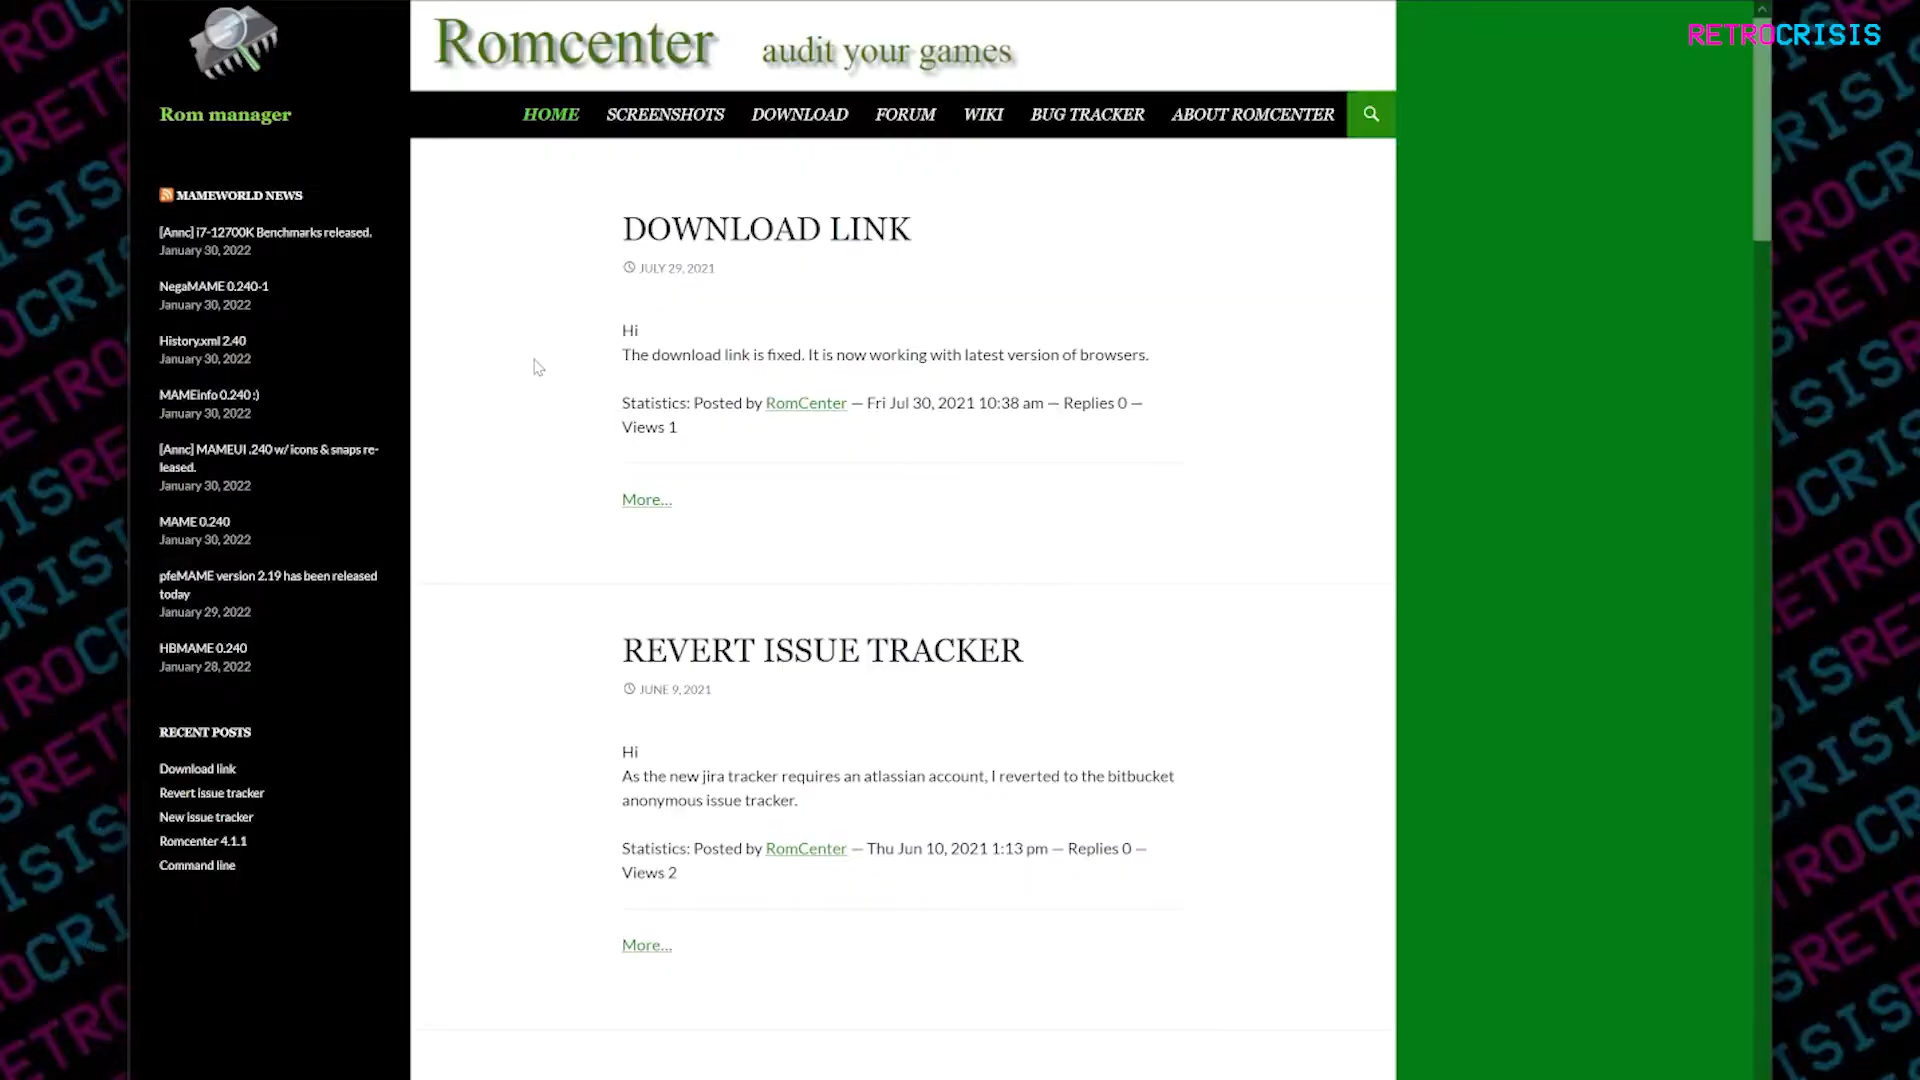 RETROCRISIS
Romcenter audit your games
Rom manager
HOME SCREENSHOTS DOWNLOAD FORUM WIKI BUG TRACKER ABOUT ROMCENTER
MAMEWORLD NEWS
[Annc] i7-12700K Benchmarks released.
January 30, 2022
NegaMAME 0.240-1
January 30, 2022
History.xml 2.40
January 30, 2022
MAMEinfo 0.240 :)
January 30, 2022
[Annc] MAMEUI .240 w/ icons & snaps re-
leased.
January 30, 2022
MAME 0.240
January 30, 2022
pfeMAME version 2.19 has been released
today
January 29, 2022
HBMAME 0.240
January 28, 2022
RECENT POSTS
Download link
Revert issue tracker
New issue tracker
Romcenter 4.1.1
Command line
DOWNLOAD LINK
JULY 29, 2021
Hi
The download link is fixed. It is now working with latest version of browsers.
Statistics: Posted by RomCenter — Fri Jul 30, 2021 10:38 am — Replies 0 —
Views 1
More...
REVERT ISSUE TRACKER
JUNE 9, 2021
Hi
As the new jira tracker requires an atlassian account, I reverted to the bitbucket
anonymous issue tracker.
Statistics: Posted by RomCenter — Thu Jun 10, 2021 1:13 pm — Replies 0 —
Views 2
More...